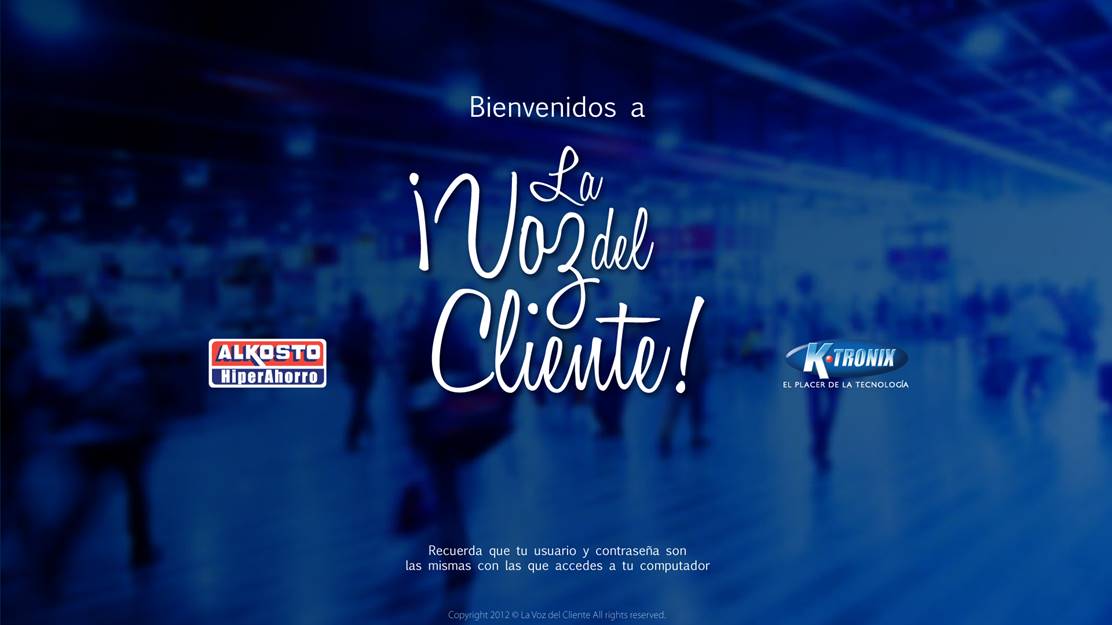 Bienvenidos a
¡La
Voz del
Cliente!
ALKOSTO
HiperAhorro
K·TRONIX
EL PLACER DE LA TECNOLOGÍA
Recuerda que tu usuario y contraseña son
las mismas con las que accedes a tu computador
Copyright 2012 © La Voz del Cliente All rights reserved.